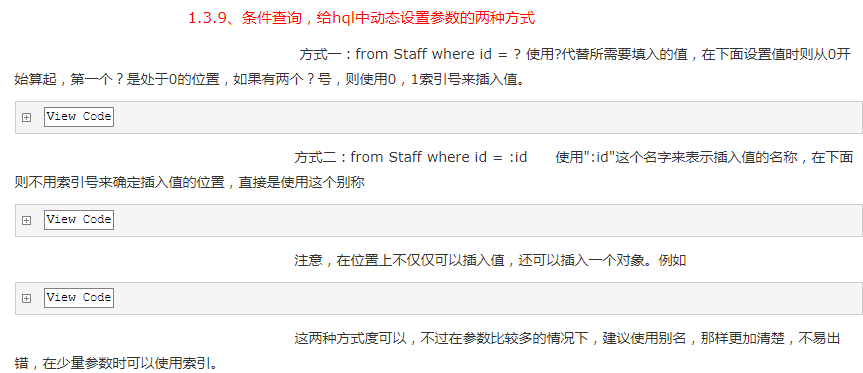 1.3.9、条件查询，给hql中动态设置参数的两种方式
方式一：from Staff where id = ? 使用?代替所需要填入的值，在下面设置值时则从0开
始算起，第一个？是处于0的位置，如果有两个？号，则使用0，1索引号来插入值。
View Code
方式二：from Staff where id = :id 使用":id"这个名字来表示插入值的名称，在下面
则不用索引号来确定插入值的位置，直接是使用这个别称
View Code
注意，在位置上不仅仅可以插入值，还可以插入一个对象。例如
View Code
这两种方式度可以，不过在参数比较多的情况下，建议使用别名，那样更加清楚，不易出
错，在少量参数时可以使用索引。